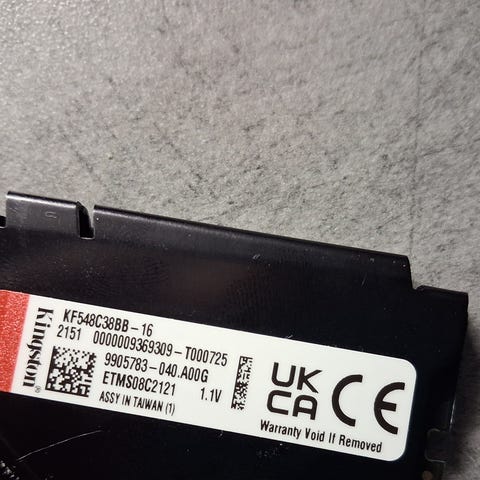 Kingston®
KF548C38BB-16
2151 0000009369309-T000725
9905783-040.A00G
ETMS08C2121 1.1V
ASSY IN TAIWAN (1)
UK
CA
CE
Warranty Void If Removed